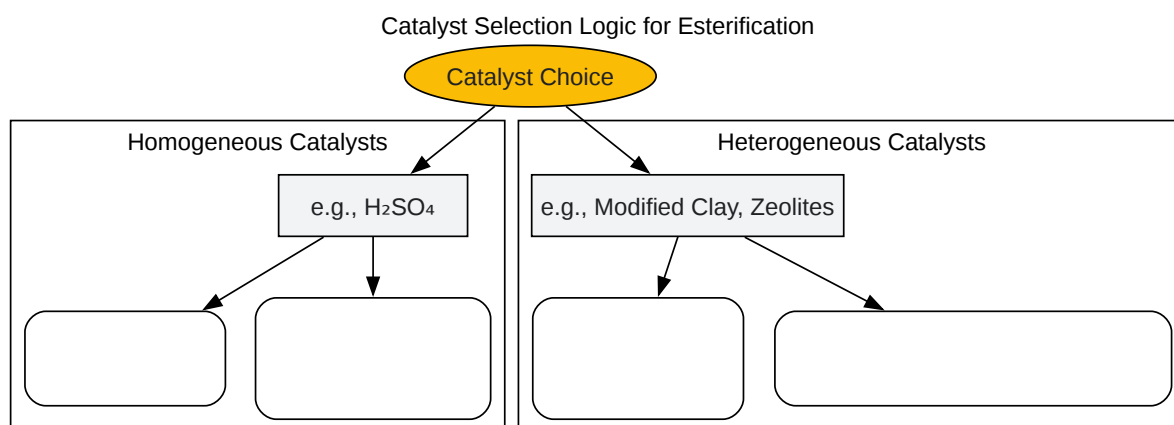 Catalyst Selection Logic for Esterification
Catalyst Choice
Homogeneous Catalysts
Heterogeneous Catalysts
e.g., H₂SO₄
e.g., Modified Clay, Zeolites